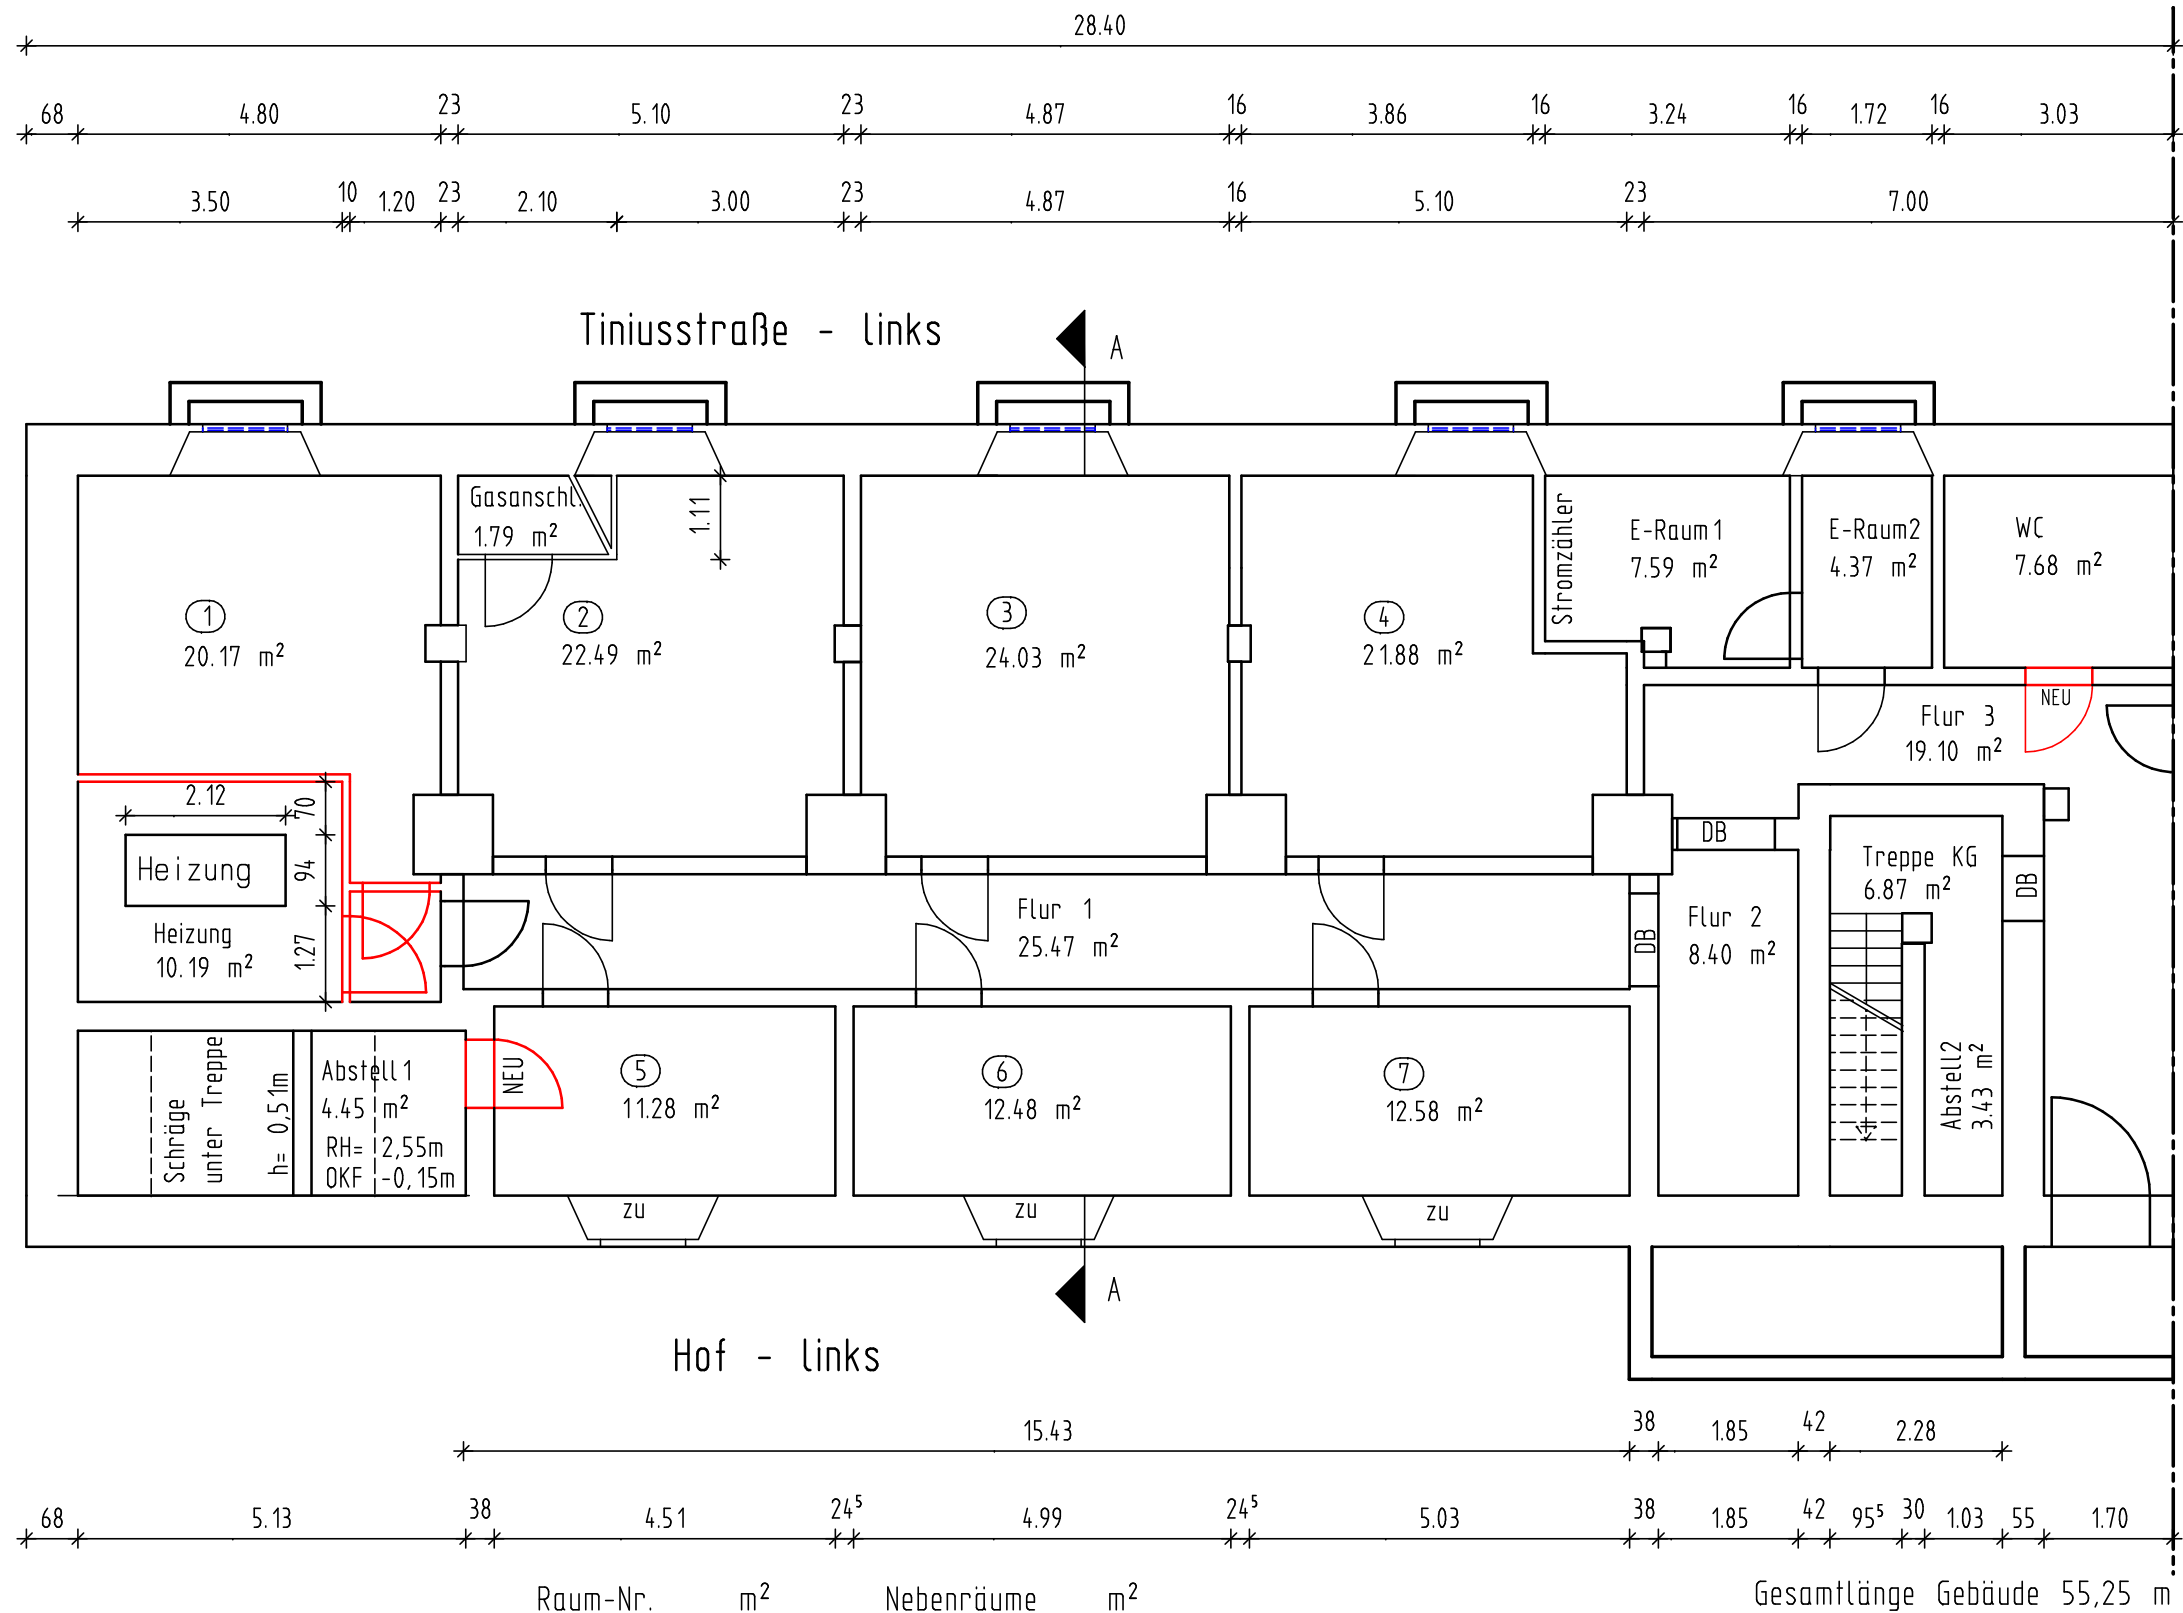 28.40
68 4.80 23 5.10 23 4.87 16 3.86 16 3.24 16 1.72 16 3.03
3.50 10 1.20 23 2.10 3.00 23 4.87 16 5.10 23 7.00
Tiniusstraße - links
A
Gasanschl.
1.79 m²
1.11
Stromzähler
E-Raum1
7.59 m²
E-Raum2
4.37 m²
WC
7.68 m²
1
20.17 m²
2
22.49 m²
3
24.03 m²
4
21.88 m²
NEU
Flur 3
19.10 m²
2.12
70
94
1.27
Heizung
Heizung
10.19 m²
DB
Treppe KG
6.87 m²
DB
Flur 1
25.47 m²
DB
Flur 2
8.40 m²
Schräge
unter Treppe
h= 0,51m
Abstell1
4.45 m²
RH= 2,55m
OKF -0,15m
NEU
5
11.28 m²
6
12.48 m²
7
12.58 m²
Abstell2
3.43 m²
zu
zu
zu
A
Hof - links
15.43 38 1.85 42 2.28
68 5.13 38 4.51 24⁵ 4.99 24⁵ 5.03 38 1.85 42 95⁵ 30 1.03 55 1.70
Raum-Nr. m² Nebenräume m²
Gesamtlänge Gebäude 55,25 m